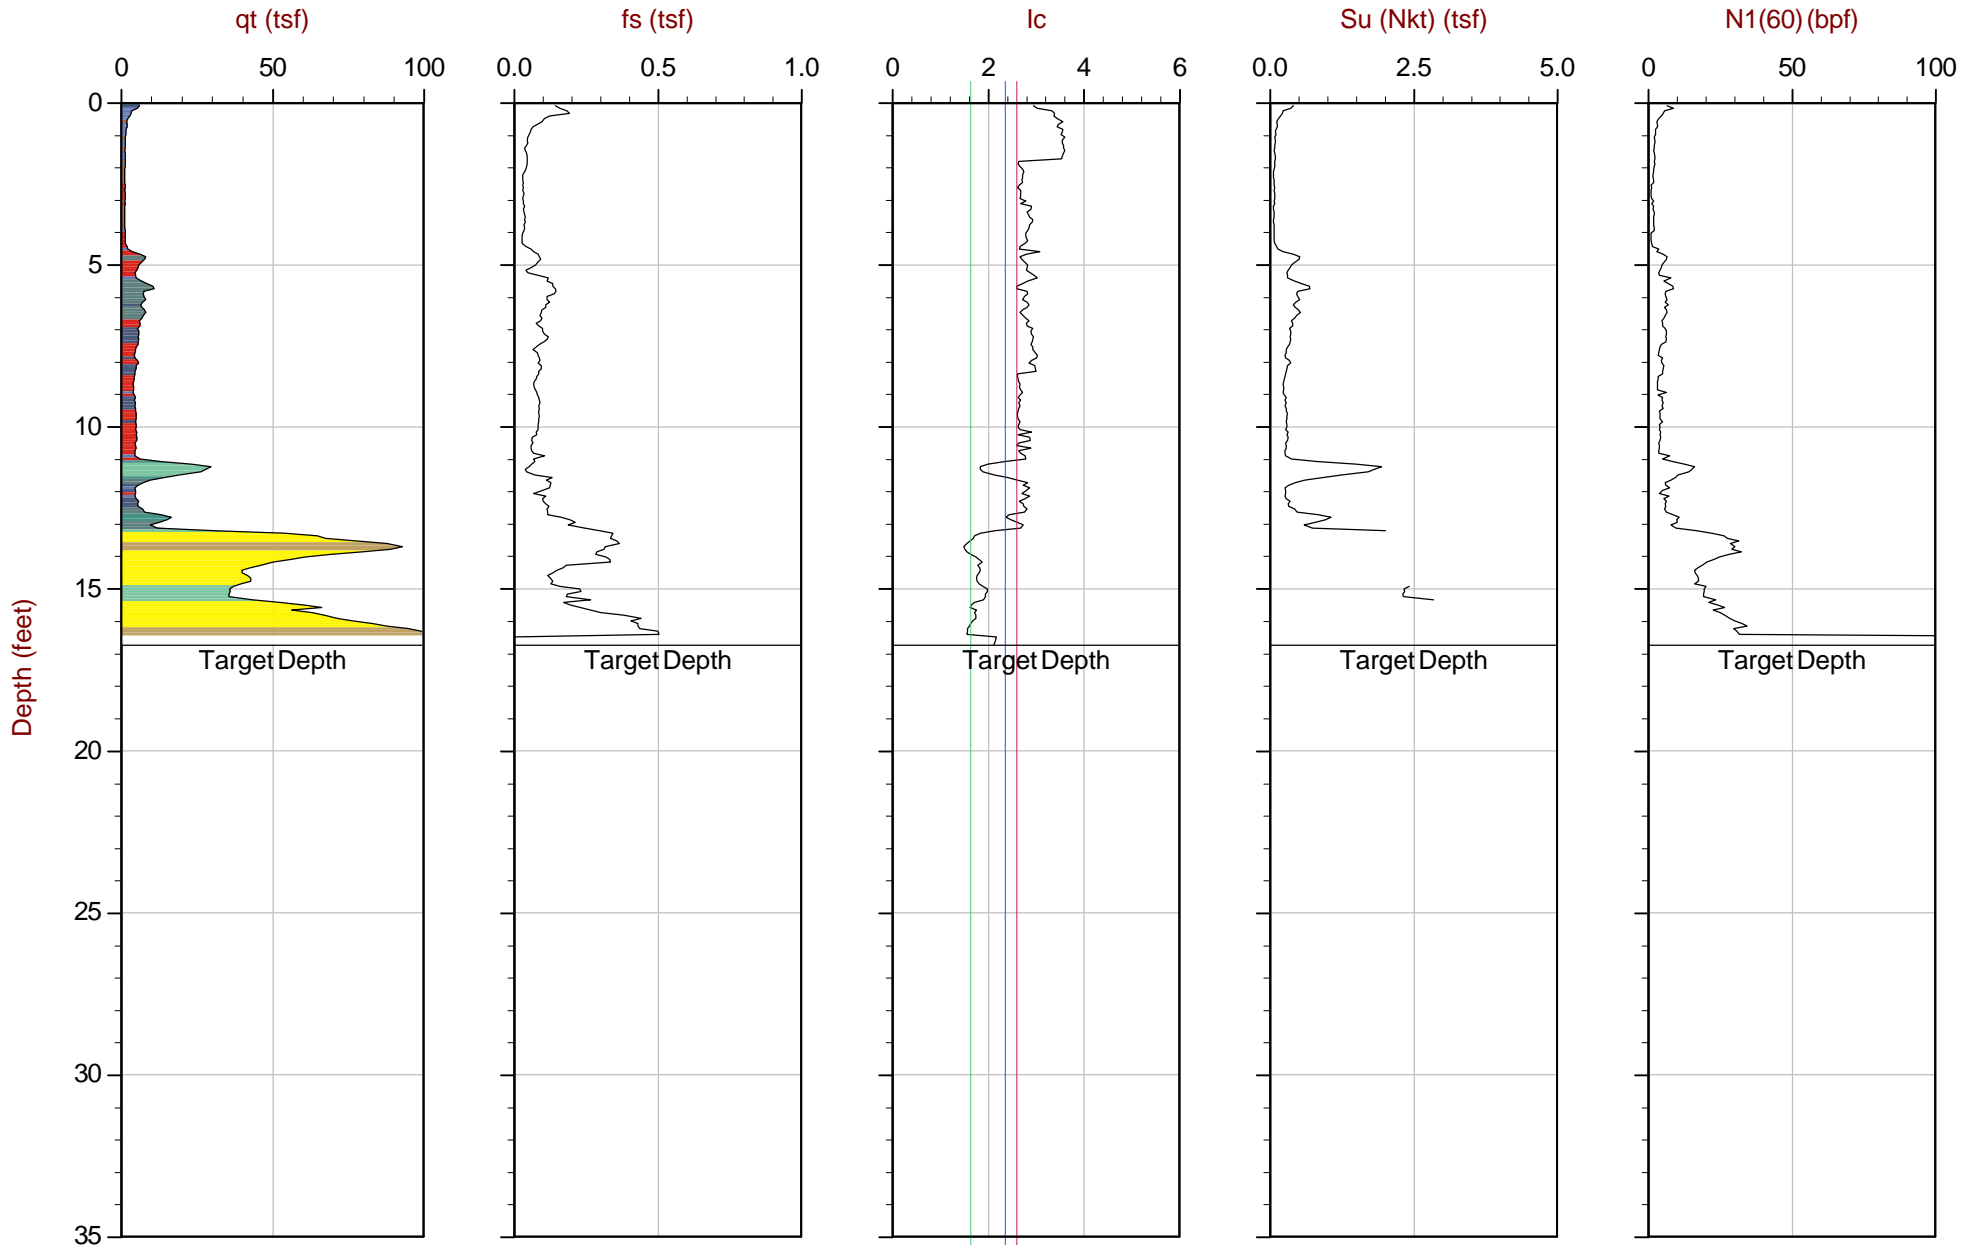 qt (tsf) fs (tsf) Ic Su (Nkt) (tsf) N1(60) (bpf)
0 50 100 0.0 0.5 1.0 0 2 4 6 0.0 2.5 5.0 0 50 100
0
5
10
15
Target Depth Target Depth Target Depth Target Depth Target Depth
Depth (feet)
20
25
30
35